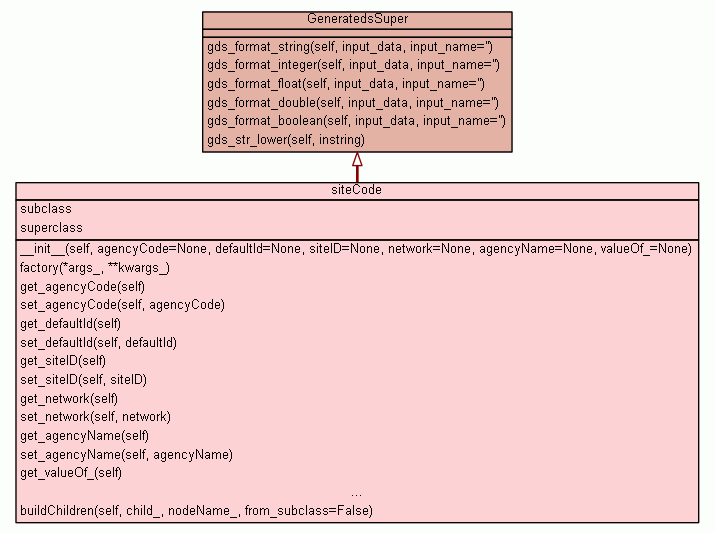 GeneratedsSuper
gds_format_string(self, input_data, input_name='')
gds_format_integer(self, input_data, input_name='')
gds_format_float(self, input_data, input_name='')
gds_format_double(self, input_data, input_name='')
gds_format_boolean(self, input_data, input_name='')
gds_str_lower(self, instring)
siteCode
subclass
superclass
__init__(self, agencyCode=None, defaultId=None, siteID=None, network=None, agencyName=None, valueOf_=None)
factory(*args_, **kwargs_)
get_agencyCode(self)
set_agencyCode(self, agencyCode)
get_defaultId(self)
set_defaultId(self, defaultId)
get_siteID(self)
set_siteID(self, siteID)
get_network(self)
set_network(self, network)
get_agencyName(self)
set_agencyName(self, agencyName)
get_valueOf_(self)
...
buildChildren(self, child_, nodeName_, from_subclass=False)